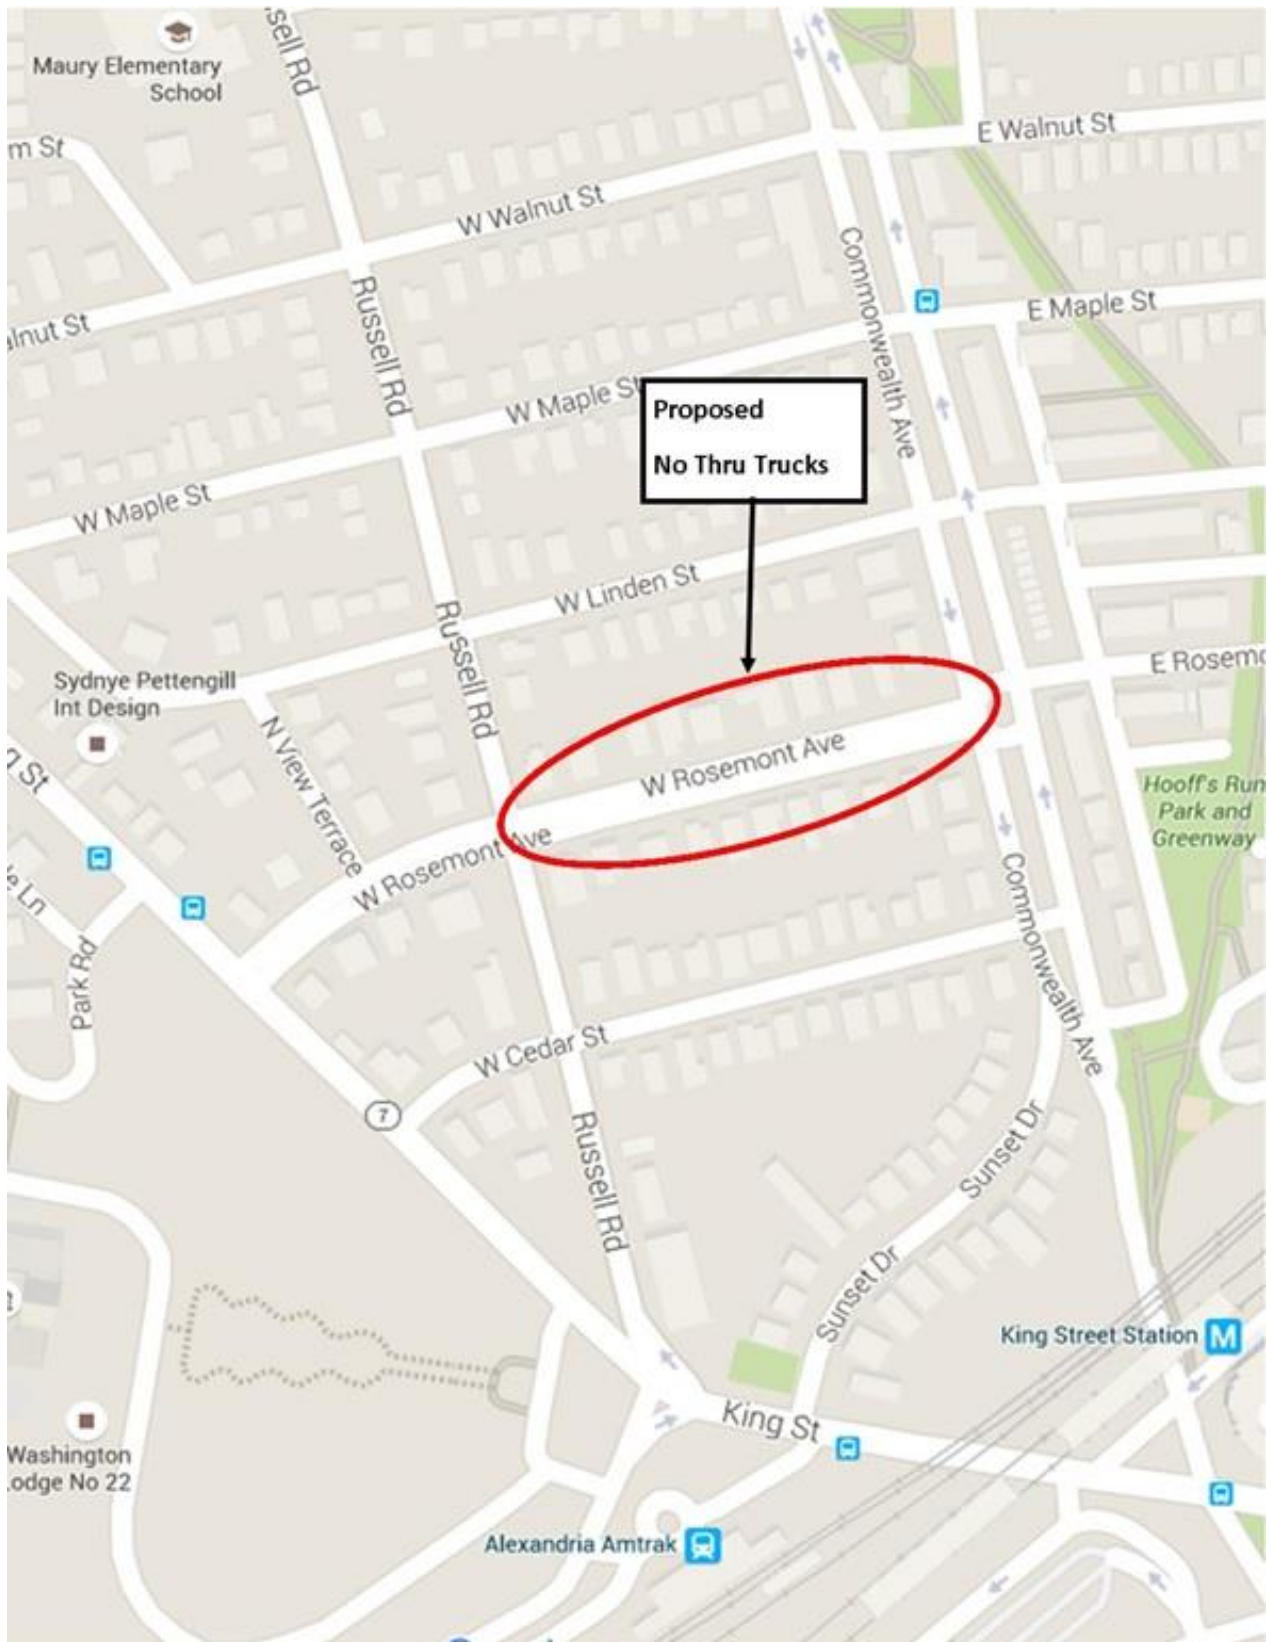 sell Rd
Maury Elementary
School
m St
E Walnut St
W Walnut St
Commonwealth Ave
Russell Rd
E Maple St
alnut St
W Maple St
Proposed
No Thru Trucks
W Maple St
W Linden St
Russell Rd
E Rosemo
Sydnye Pettengill
Int Design
N View Terrace
W Rosemont Ave
St
Hooff's Run
Park and
Greenway
W Rosemont Ave
Ln
Commonwealth Ave
Park Rd
W Cedar St
7
Russell Rd
Sunset Dr
Sunset Dr
King Street Station M
King St
Washington
odge No 22
Alexandria Amtrak